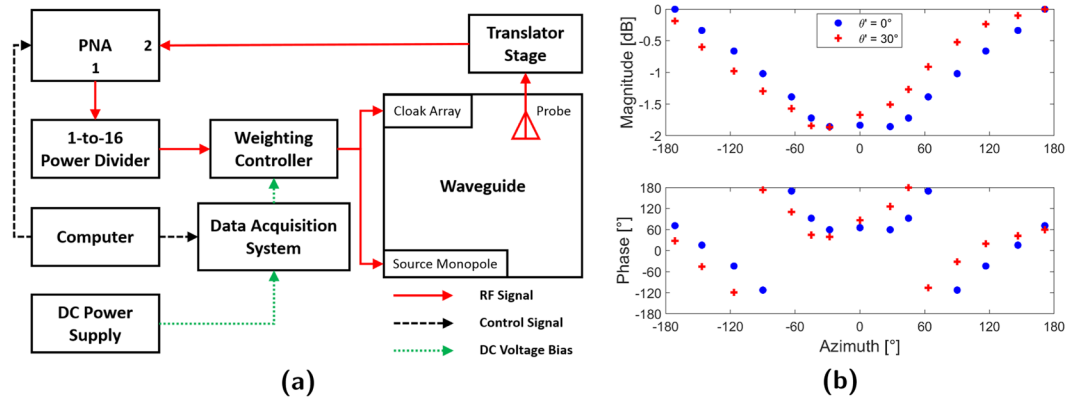 PNA
2
1
Translator
Stage
1-to-16
Power Divider
Weighting
Controller
Cloak Array
Probe
Waveguide
Computer
Data Acquisition
System
Source Monopole
DC Power
Supply
RF Signal
Control Signal
DC Voltage Bias
(a)
Magnitude [dB]
0
-0.5
-1
-1.5
-2
-180 -120 -60 0 60 120 180
θ' = 0°
θ' = 30°
Phase [°]
180
120
60
0
-60
-120
-180 -120 -60 0 60 120 180
Azimuth [°]
(b)